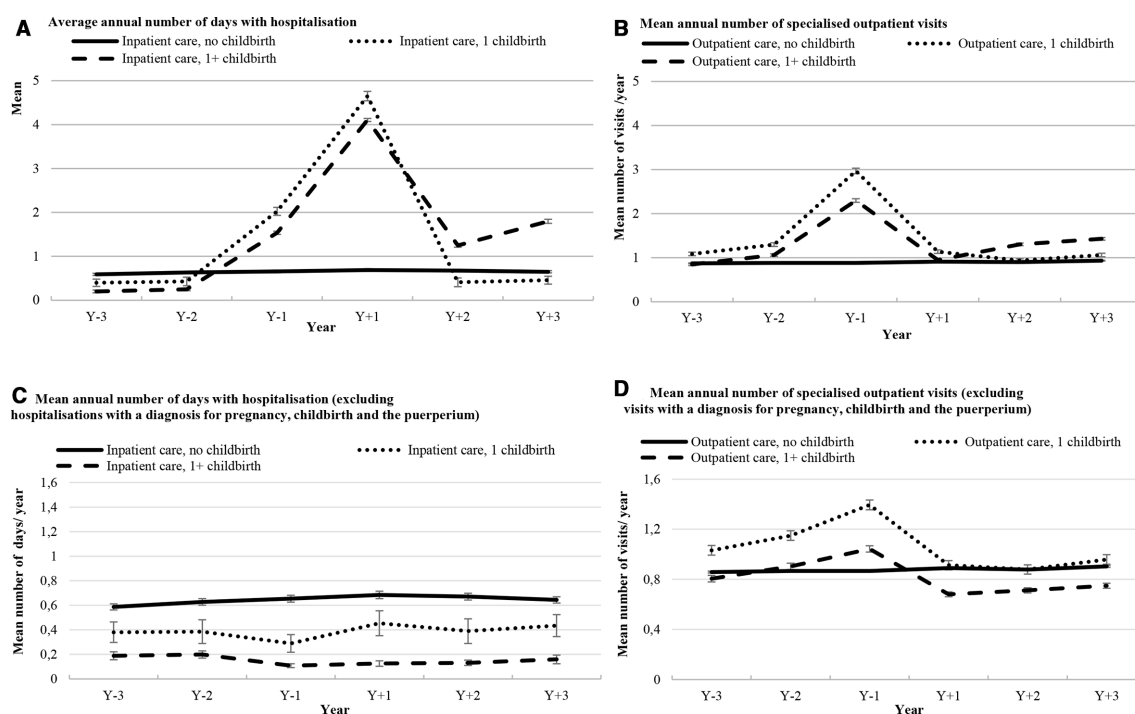 A Average annual number of days with hospitalisation
Inpatient care, no childbirth
Inpatient care, 1 childbirth
Inpatient care, 1+ childbirth
Mean
5
4
3
2
1
0
Y-3 Y-2 Y-1 Y+1 Y+2 Y+3
Year
B Mean annual number of specialised outpatient visits
Outpatient care, no childbirth
Outpatient care, 1 childbirth
Outpatient care, 1+ childbirth
Mean number of visits /year
5
4
3
2
1
0
Y-3 Y-2 Y-1 Y+1 Y+2 Y+3
Year
C Mean annual number of days with hospitalisation (excluding
hospitalisations with a diagnosis for pregnancy, childbirth and the puerperium)
Inpatient care, no childbirth
Inpatient care, 1 childbirth
Inpatient care, 1+ childbirth
Mean number of days/ year
1,6
1,4
1,2
1
0,8
0,6
0,4
0,2
0
Y-3 Y-2 Y-1 Y+1 Y+2 Y+3
Year
D Mean annual number of specialised outpatient visits (excluding
visits with a diagnosis for pregnancy, childbirth and the puerperium)
Outpatient care, no childbirth
Outpatient care, 1 childbirth
Outpatient care, 1+ childbirth
Mean number of visits/ year
1,6
1,2
0,8
0,4
0
Y-3 Y-2 Y-1 Y+1 Y+2 Y+3
Year